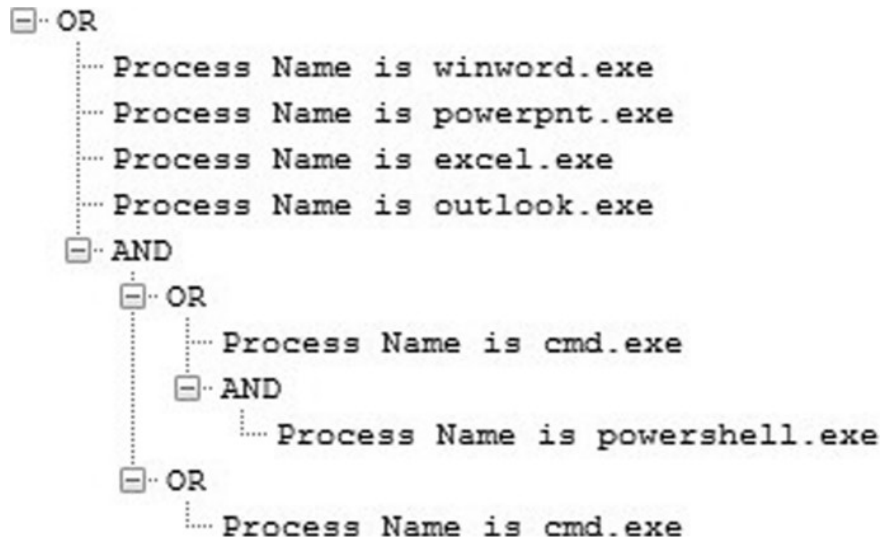 OR
Process Name is winword.exe
Process Name is powerpnt.exe
Process Name is excel.exe
Process Name is outlook.exe
AND
OR
Process Name is cmd.exe
AND
Process Name is powershell.exe
OR
Process Name is cmd.exe